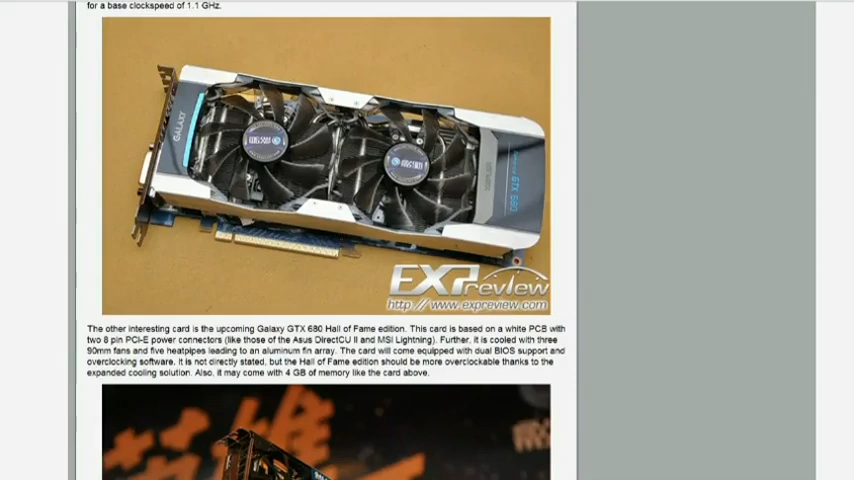 for a base clockspeed of 1.1 GHz.
GALAXY
GTX 680
EXPreview
http://www.expreview.com
The other interesting card is the upcoming Galaxy GTX 680 Hall of Fame edition. This card is based on a white PCB with
two 8 pin PCI-E power connectors (like those of the Asus DirectCU II and MSI Lightning). Further, it is cooled with three
90mm fans and five heatpipes leading to an aluminum fin array. The card will come equipped with dual BIOS support and
overclocking software. It is not directly stated, but the Hall of Fame edition should be more overclockable thanks to the
expanded cooling solution. Also, it may come with 4 GB of memory like the card above.